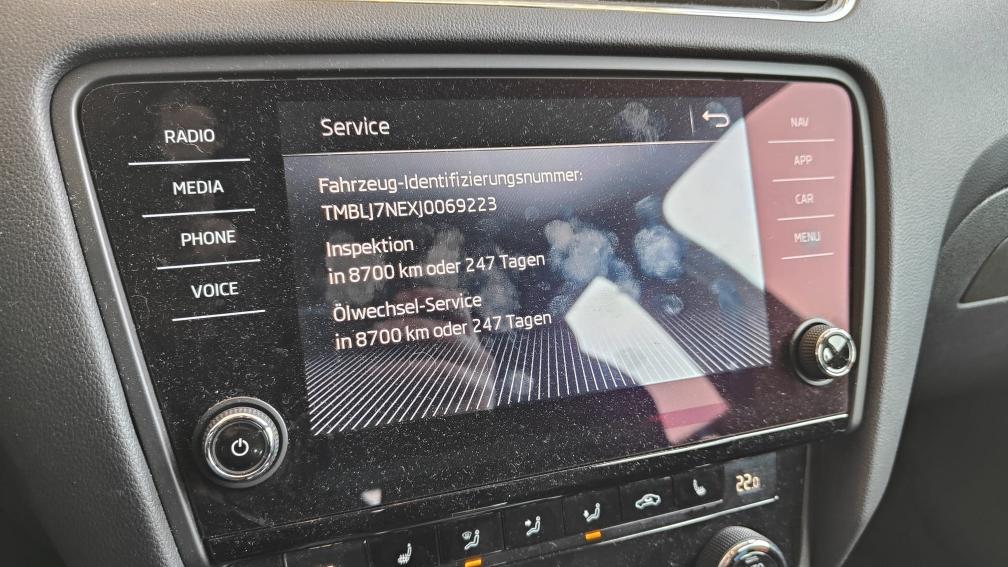 RADIO
MEDIA
PHONE
VOICE
Service
Fahrzeug-Identifizierungsnummer:
TMBLJ7NEXJ0069223
Inspektion
in 8700 km oder 247 Tagen
Ölwechsel-Service
in 8700 km oder 247 Tagen
NAV
APP
CAR
MENU
22.0